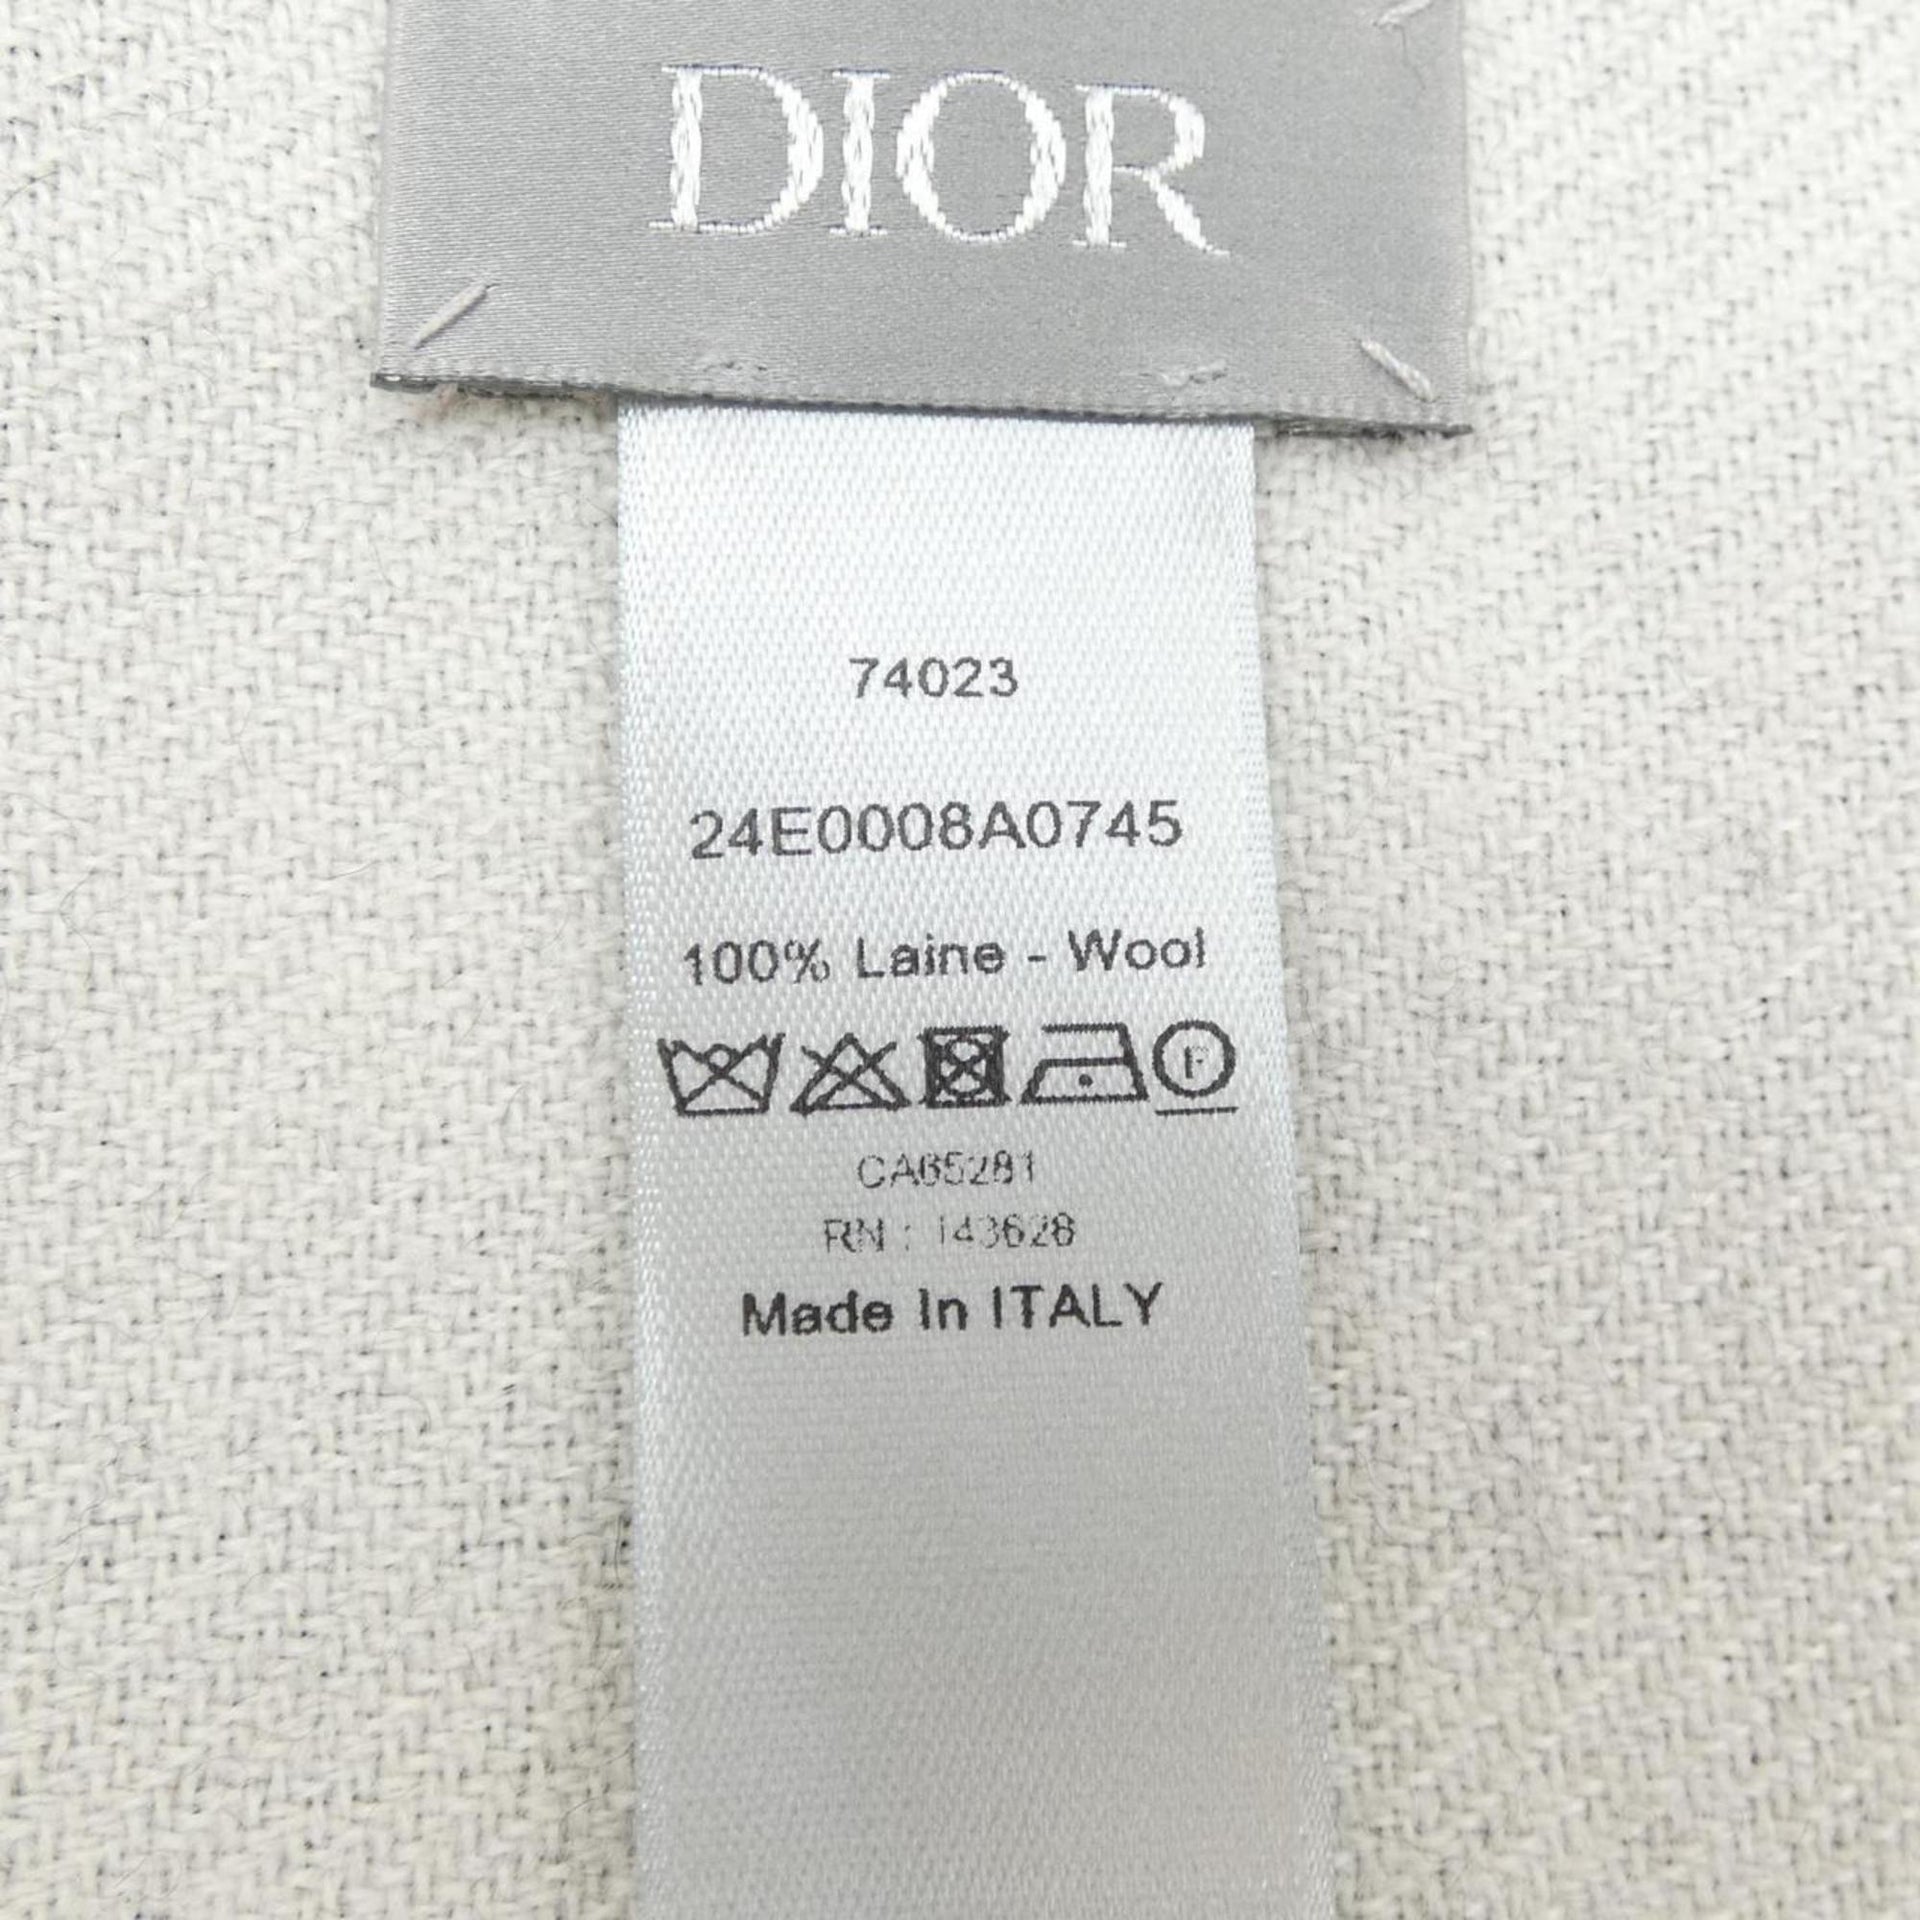 DIOR
74023
24E0008A0745
100% Laine - Wool
F
CA65281
RN : 143628
Made In ITALY